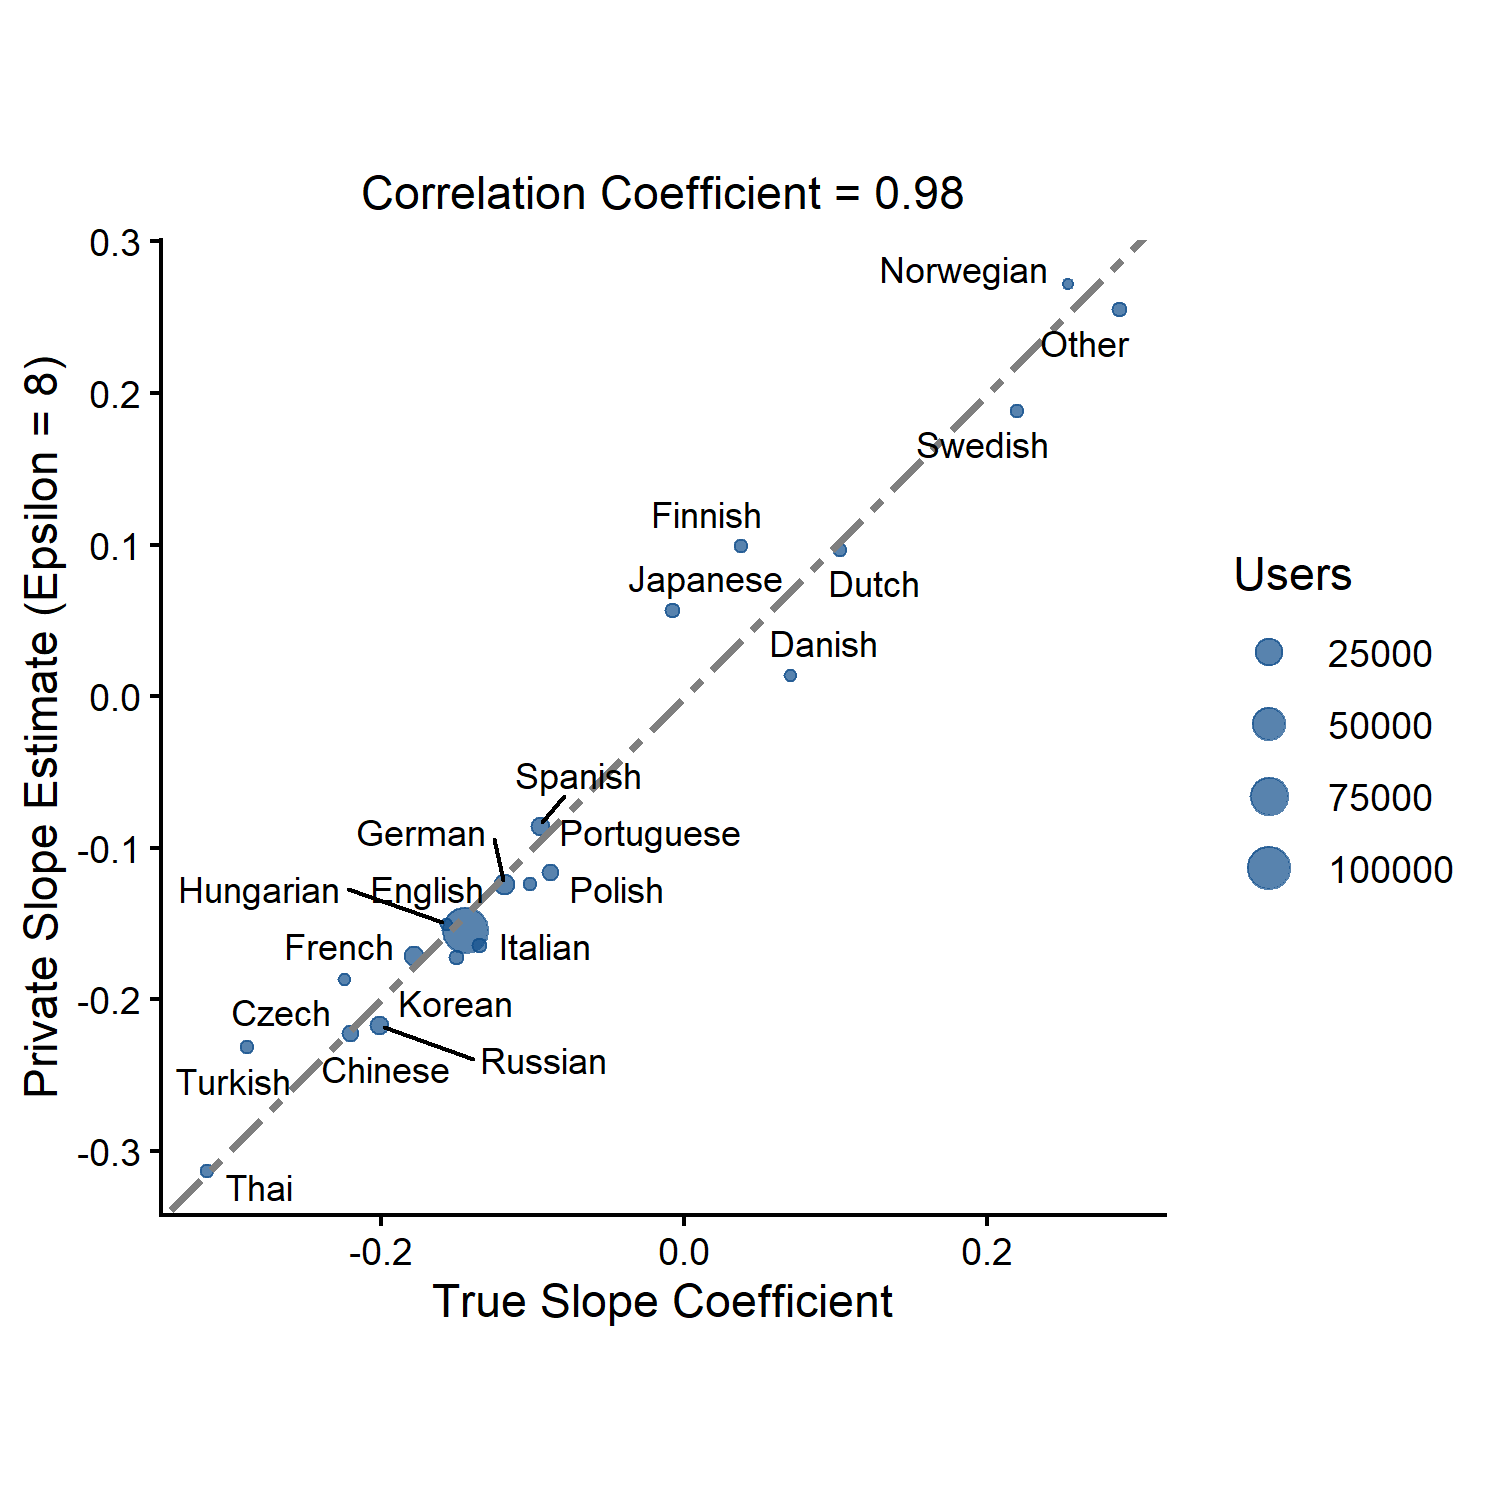 Correlation Coefficient = 0.98
Private Slope Estimate (Epsilon = 8)
0.3
0.2
0.1
0.0
-0.1
-0.2
-0.3
Norwegian
Other
Swedish
Finnish
Japanese
Dutch
Danish
Spanish
German
Portuguese
Hungarian
English
Polish
French
Italian
Czech
Korean
Russian
Turkish
Chinese
Thai
-0.2
0.0
0.2
True Slope Coefficient
Users
25000
50000
75000
100000